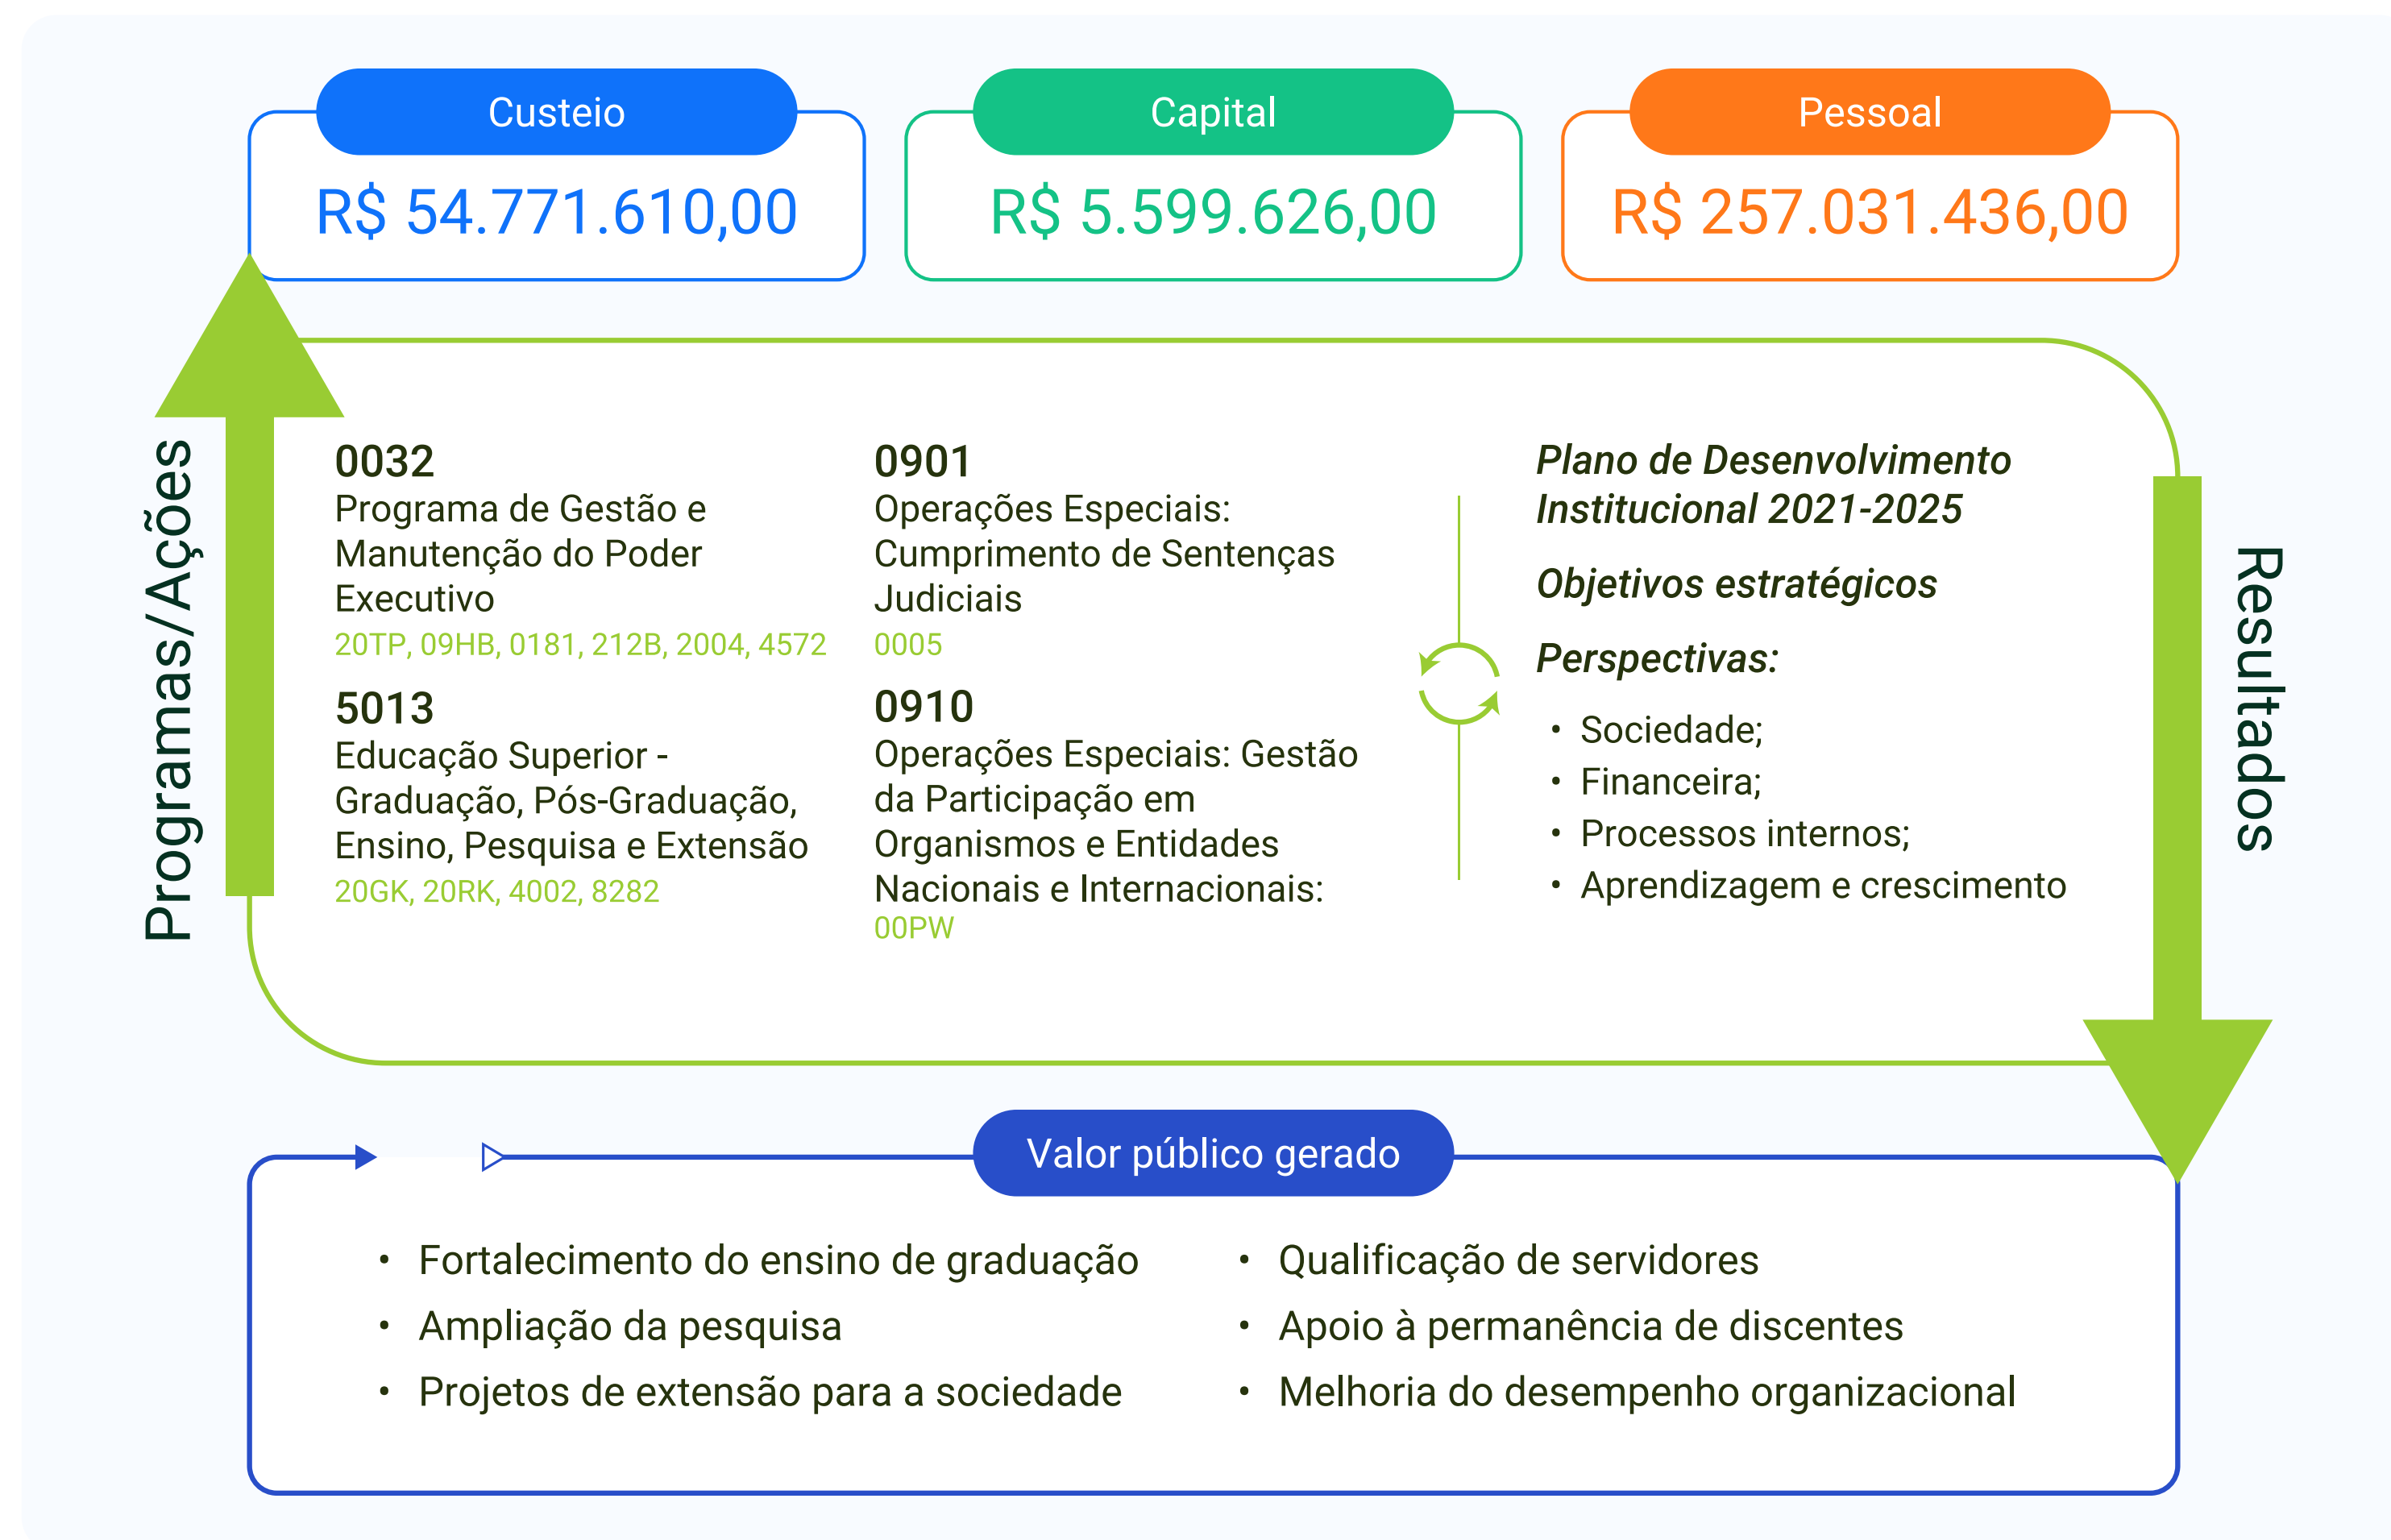 Custeio
R$ 54.771.610,00
Capital
R$ 5.599.626,00
Pessoal
R$ 257.031.436,00
Programas/Ações
0032
Programa de Gestão e
Manutenção do Poder
Executivo
20TP, 09HB, 0181, 212B, 2004, 4572
5013
Educação Superior -
Graduação, Pós-Graduação,
Ensino, Pesquisa e Extensão
20GK, 20RK, 4002, 8282
0901
Operações Especiais:
Cumprimento de Sentenças
Judiciais
0005
0910
Operações Especiais: Gestão
da Participação em
Organismos e Entidades
Nacionais e Internacionais:
00PW
Plano de Desenvolvimento
Institucional 2021-2025
Objetivos estratégicos
Perspectivas:
• Sociedade;
• Financeira;
• Processos internos;
• Aprendizagem e crescimento
Resultados
Valor público gerado
• Fortalecimento do ensino de graduação
• Ampliação da pesquisa
• Projetos de extensão para a sociedade
• Qualificação de servidores
• Apoio à permanência de discentes
• Melhoria do desempenho organizacional